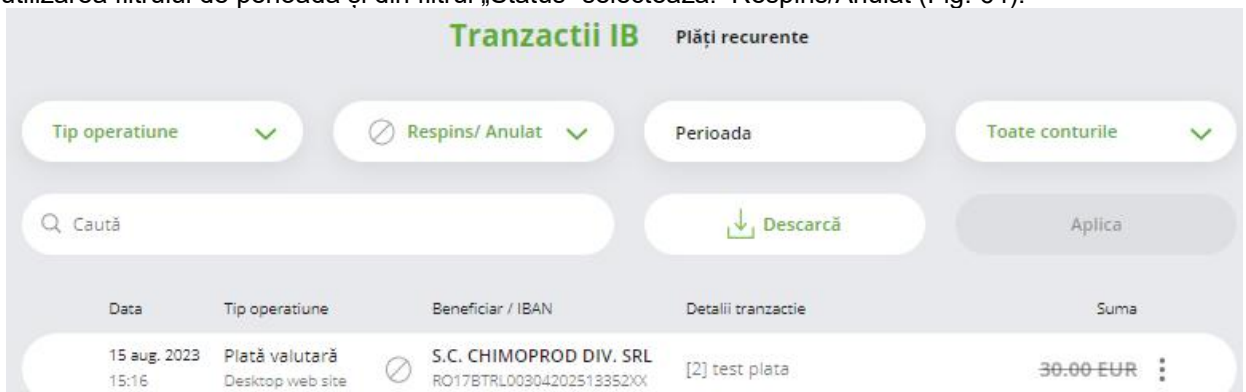 utilizarea filtrului de perioada și din filtrul „Status” selectează: Respins/Anulat (Fig. 64).
Tranzactii IB Plăți recurente
Tip operatiune Respins/ Anulat Perioada Toate conturile
Caută Descarcă Aplica
Data Tip operatiune Beneficiar / IBAN Detalii tranzactie Suma
15 aug. 2023 Plată valutară S.C. CHIMOPROD DIV. SRL [2] test plata 30.00 EUR
15:16 Desktop web site RO17BTRL00304202513352XX